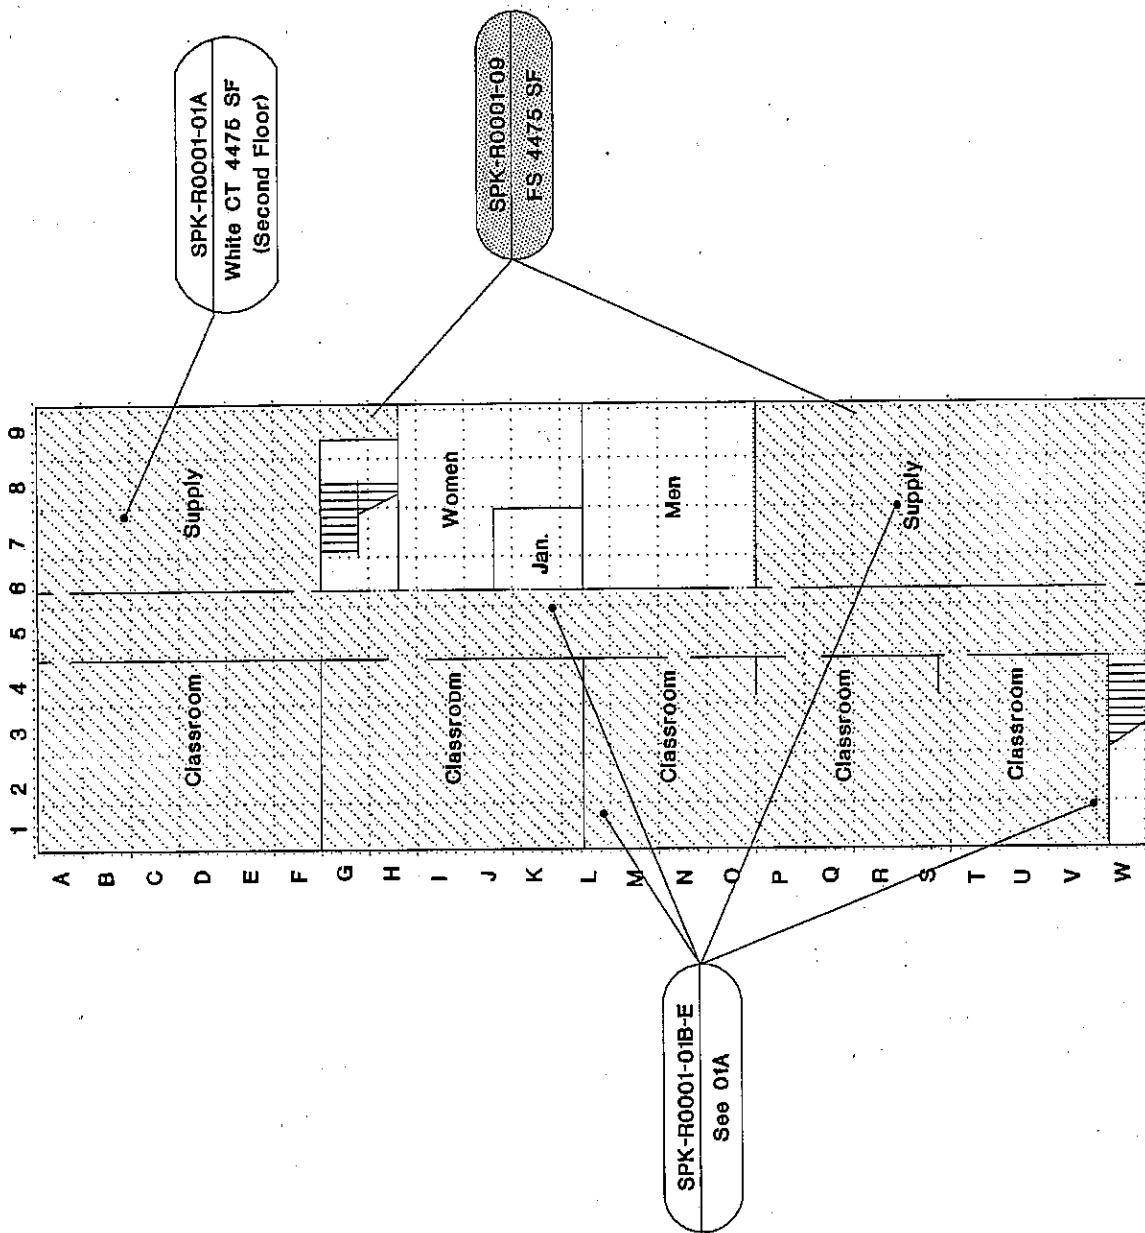 SPK-R0001-01A
White CT 4475 SF
(Second Floor)
SPK-R0001-09
FS 4475 SF
9
8
7
6
5
4
3
2
1
A
B
C
D
E
F
G
H
I
J
K
L
M
N
O
P
Q
R
S
T
U
V
W
Supply
Women
Jan.
Men
Supply
Classroom
Classroom
Classroom
Classroom
Classroom
SPK-R0001-01B-E
See 01A